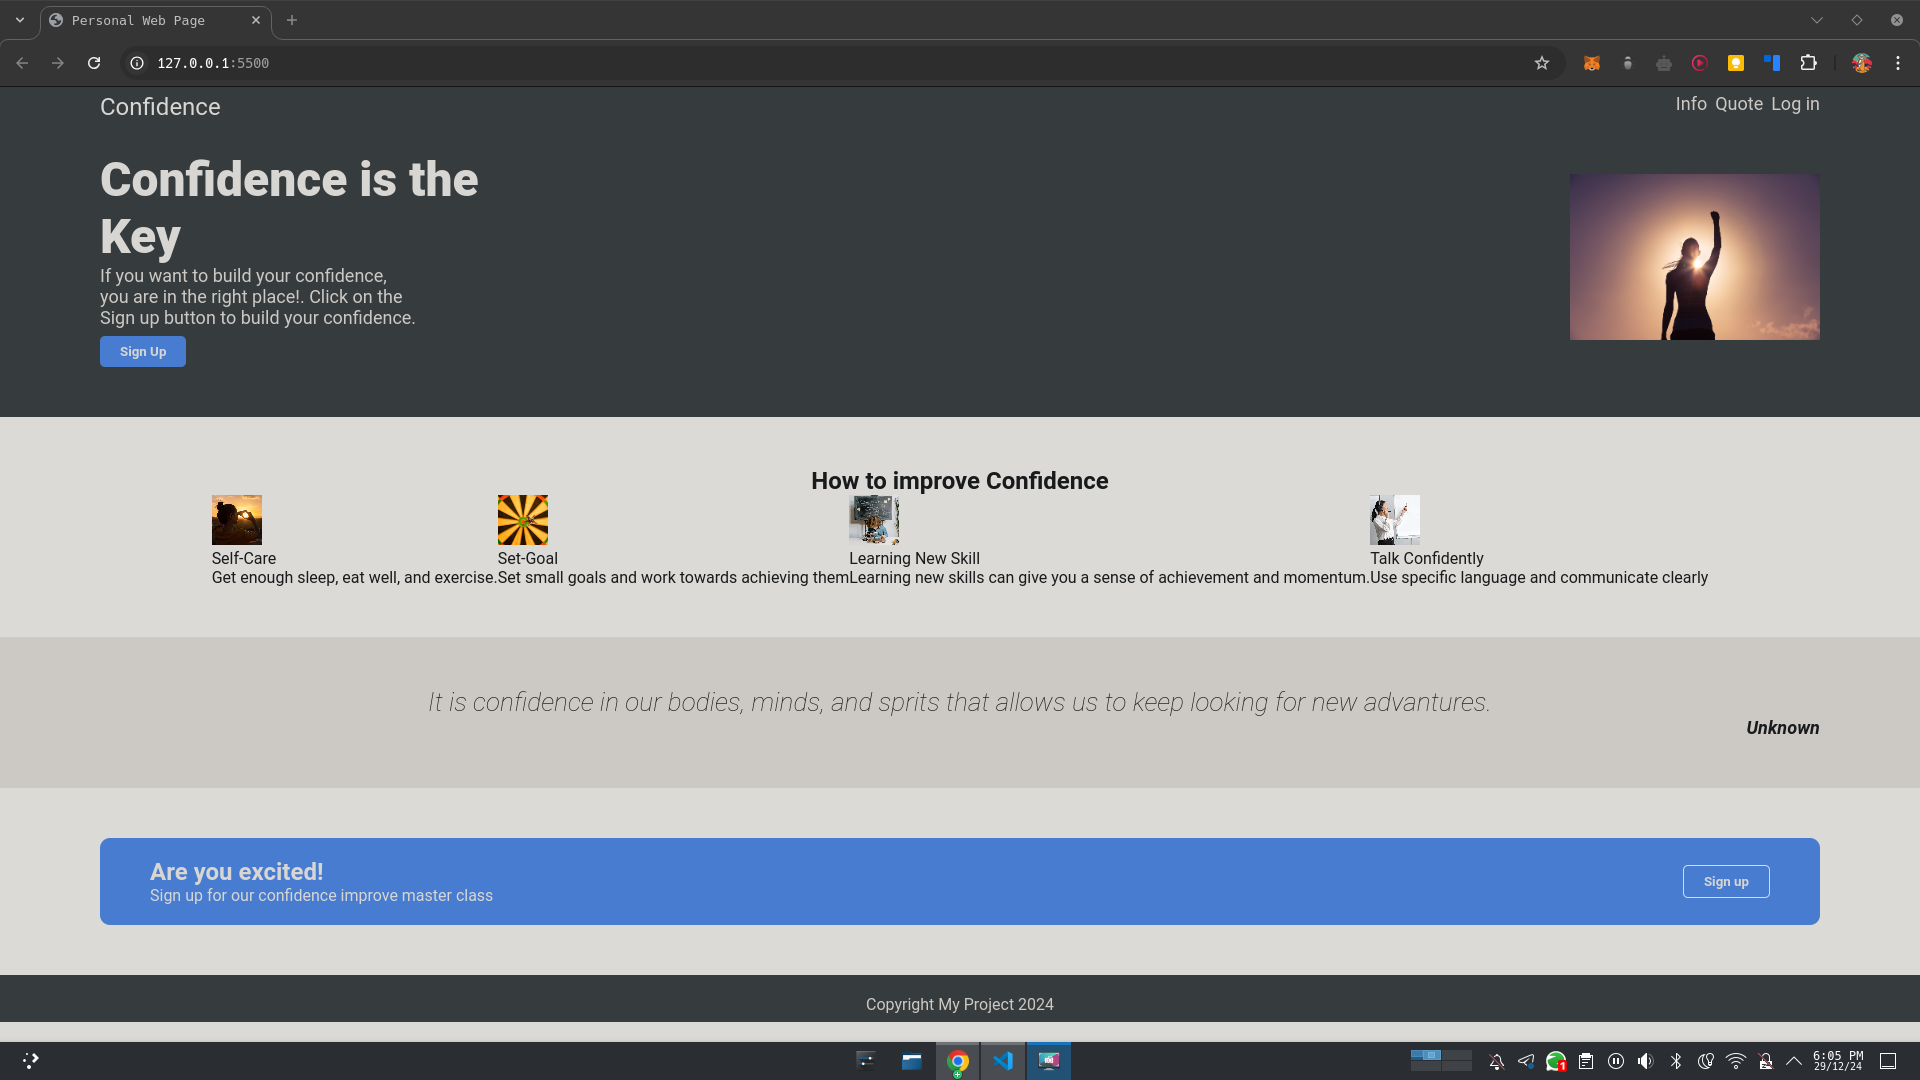 Personal Web Page
127.0.0.1:5500
Confidence
Info Quote Log in
Confidence is the
Key
If you want to build your confidence,
you are in the right place!. Click on the
Sign up button to build your confidence.
Sign Up
How to improve Confidence
Self-Care
Get enough sleep, eat well, and exercise.
Set-Goal
Set small goals and work towards achieving them
Learning New Skill
Learning new skills can give you a sense of achievement and momentum.
Talk Confidently
Use specific language and communicate clearly
It is confidence in our bodies, minds, and sprits that allows us to keep looking for new advantures.
Unknown
Are you excited!
Sign up for our confidence improve master class
Sign up
Copyright My Project 2024
1
6:05 PM
29/12/24